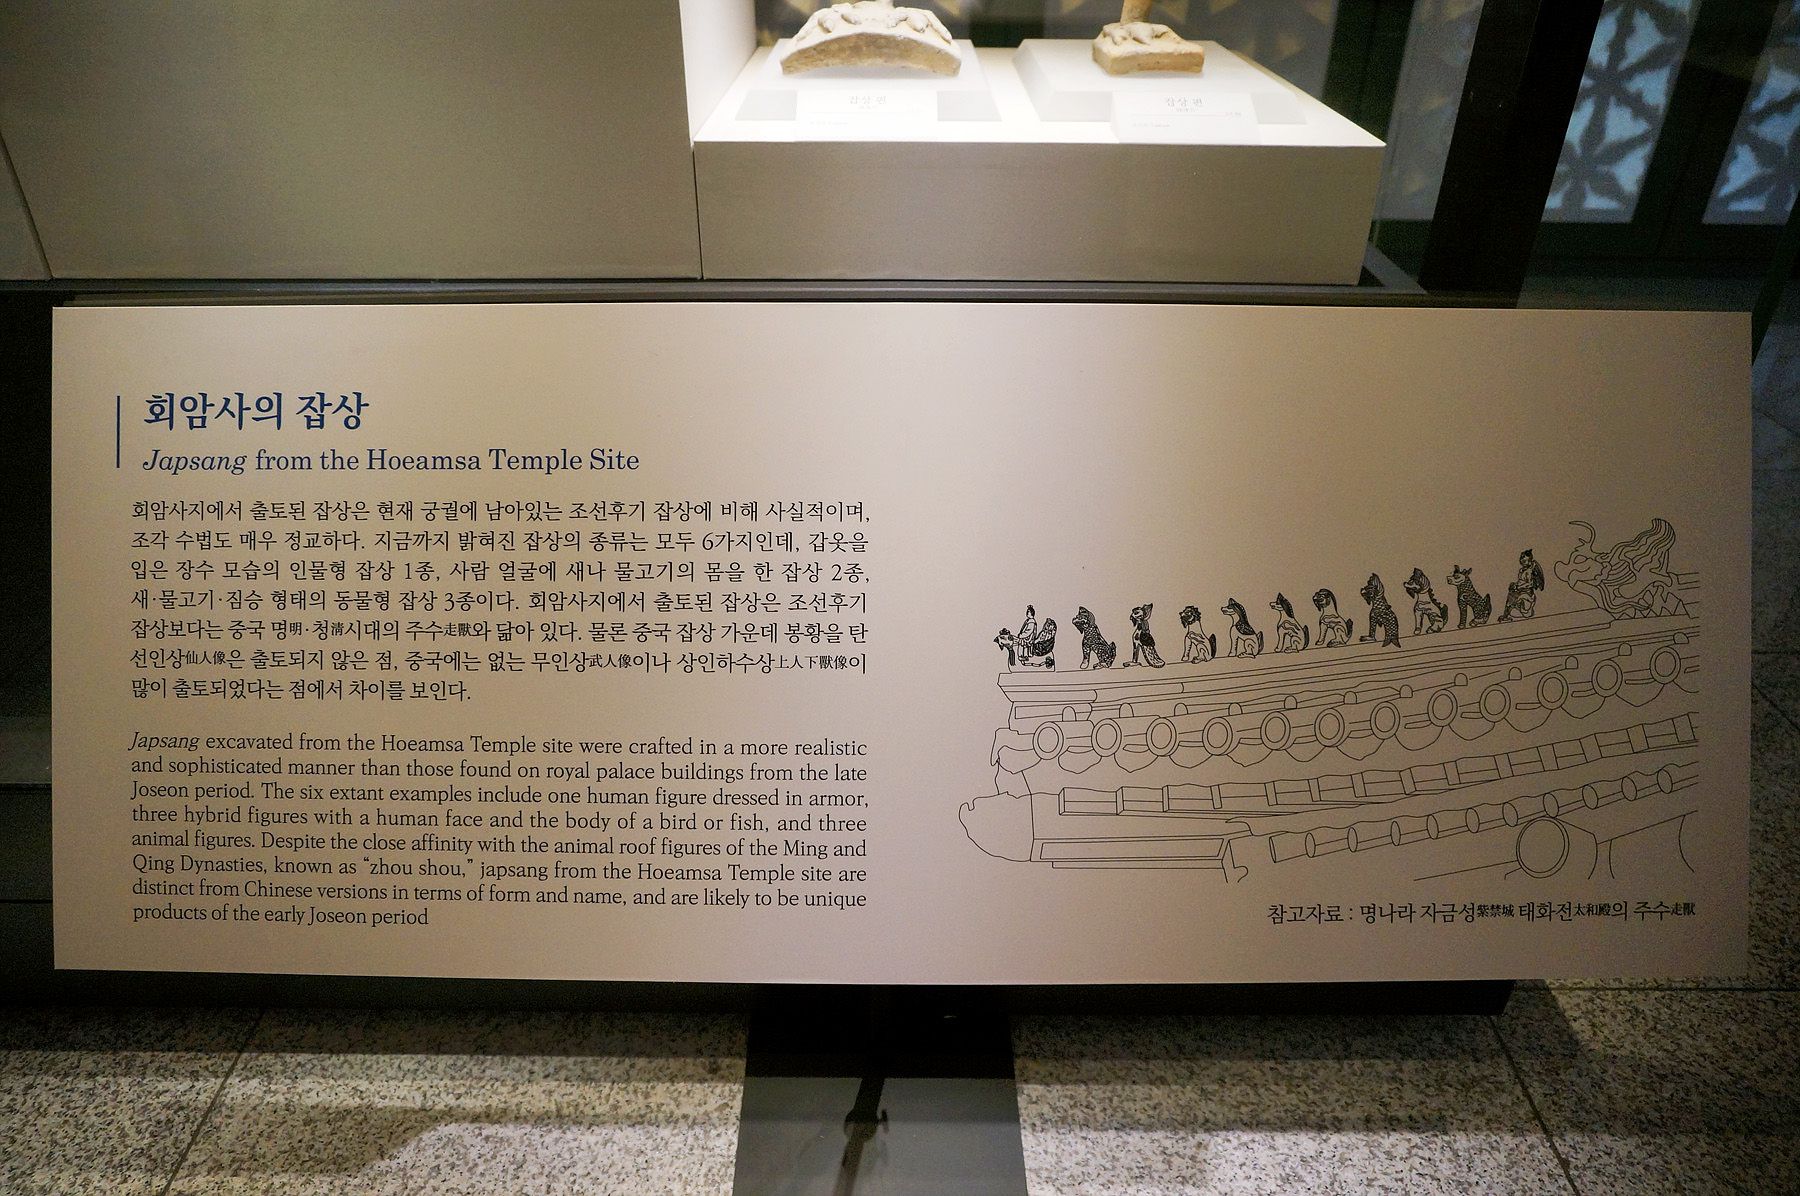 잡상 편
잡상 편
회암사의 잡상
Japsang from the Hoeamsa Temple Site
회암사지에서 출토된 잡상은 현재 궁궐에 남아있는 조선후기 잡상에 비해 사실적이며,
조각 수법도 매우 정교하다. 지금까지 밝혀진 잡상의 종류는 모두 6가지인데, 갑옷을
입은 장수 모습의 인물형 잡상 1종, 사람 얼굴에 새나 물고기의 몸을 한 잡상 2종,
새·물고기·짐승 형태의 동물형 잡상 3종이다. 회암사지에서 출토된 잡상은 조선후기
잡상보다는 중국 명明·청清시대의 주수走獸와 닮아 있다. 물론 중국 잡상 가운데 봉황을 탄
선인상仙人像은 출토되지 않은 점, 중국에는 없는 무인상武人像이나 상인하수상上人下獸像이
많이 출토되었다는 점에서 차이를 보인다.
Japsang excavated from the Hoeamsa Temple site were crafted in a more realistic
and sophisticated manner than those found on royal palace buildings from the late
Joseon period. The six extant examples include one human figure dressed in armor,
three hybrid figures with a human face and the body of a bird or fish, and three
animal figures. Despite the close affinity with the animal roof figures of the Ming and
Qing Dynasties, known as “zhou shou,” japsang from the Hoeamsa Temple site are
distinct from Chinese versions in terms of form and name, and are likely to be unique
products of the early Joseon period
참고자료 : 명나라 자금성紫禁城 태화전太和殿의 주수走獸